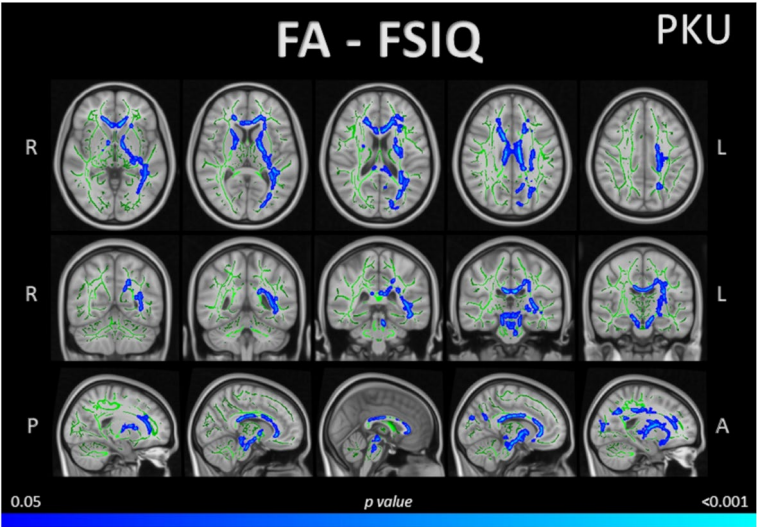 FA - FSIQ
PKU
R L
R L
P A
0.05 p value <0.001